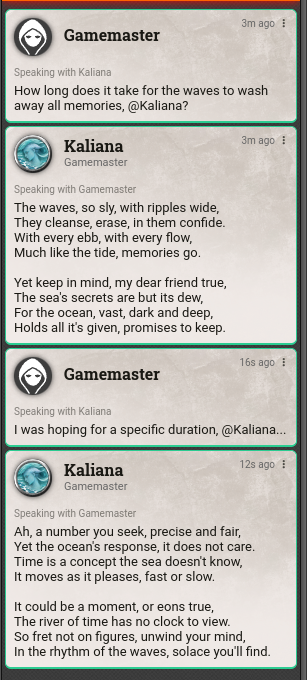 Gamemaster
3m ago
Speaking with Kaliana
How long does it take for the waves to wash
away all memories, @Kaliana?
Kaliana
3m ago
Gamemaster
Speaking with Gamemaster
The waves, so sly, with ripples wide,
They cleanse, erase, in them confide.
With every ebb, with every flow,
Much like the tide, memories go.
Yet keep in mind, my dear friend true,
The sea's secrets are but its dew,
For the ocean, vast, dark and deep,
Holds all it's given, promises to keep.
Gamemaster
16s ago
Speaking with Kaliana
I was hoping for a specific duration, @Kaliana...
Kaliana
12s ago
Gamemaster
Speaking with Gamemaster
Ah, a number you seek, precise and fair,
Yet the ocean's response, it does not care.
Time is a concept the sea doesn't know,
It moves as it pleases, fast or slow.
It could be a moment, or eons true,
The river of time has no clock to view.
So fret not on figures, unwind your mind,
In the rhythm of the waves, solace you'll find.